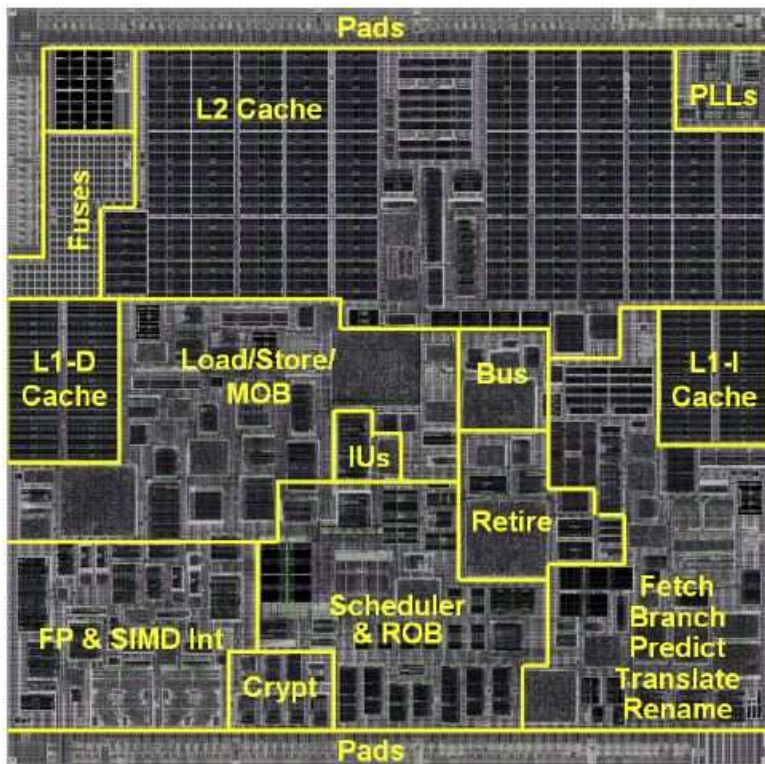 Pads
L2 Cache
PLLs
Fuses
L1-D
Cache
Load/Store/
MOB
Bus
L1-I
Cache
IUs
Retire
Scheduler
& ROB
FP & SIMD Int
Crypt
Fetch
Branch
Predict
Translate
Rename
Pads